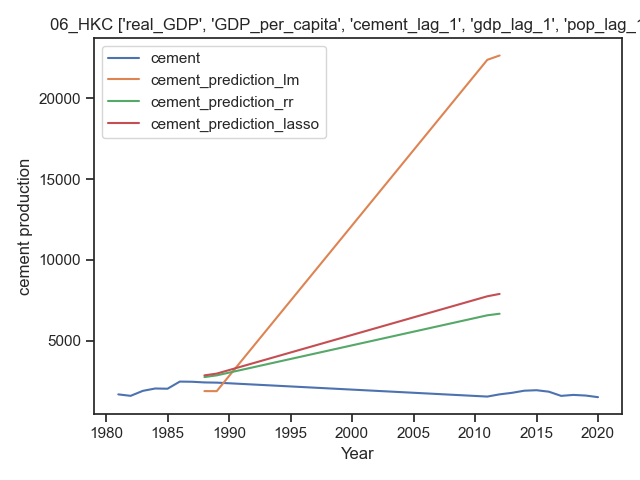 06_HKC ['real_GDP', 'GDP_per_capita', 'cement_lag_1', 'gdp_lag_1', 'pop_lag_1
cement
cement_prediction_lm
cement_prediction_rr
cement_prediction_lasso
20000
15000
10000
5000
cement production
1980 1985 1990 1995 2000 2005 2010 2015 2020
Year